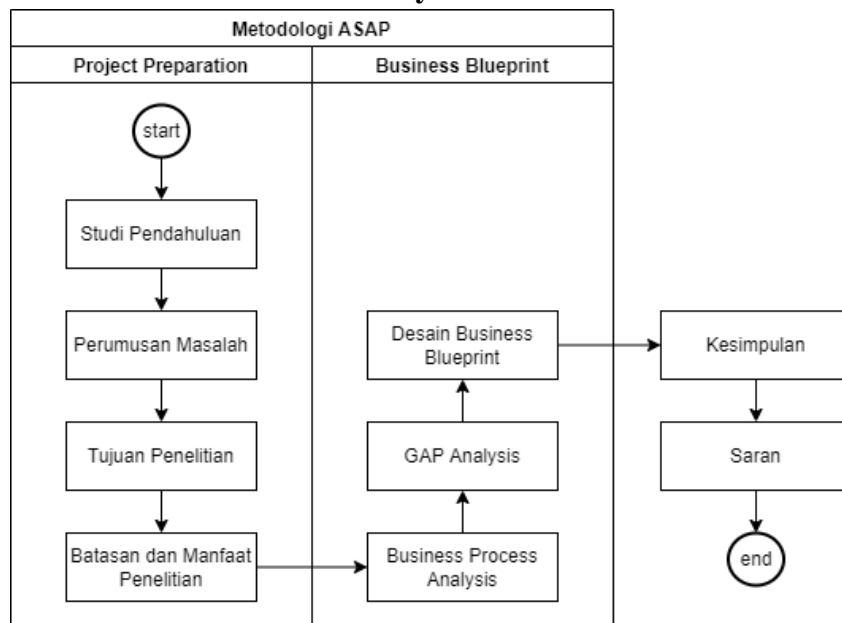 Metodologi ASAP
Project Preparation
Business Blueprint
start
Studi Pendahuluan
Perumusan Masalah
Tujuan Penelitian
Batasan dan Manfaat
Penelitian
Business Process
Analysis
GAP Analysis
Desain Business
Blueprint
Kesimpulan
Saran
end